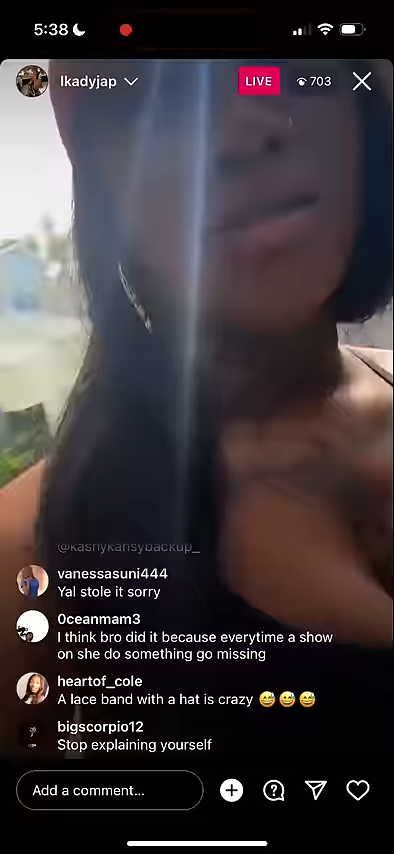 5:38
lkadyjap
LIVE
703
@kashykansybackup_
vanessasuni444
Yal stole it sorry
0ceanmam3
I think bro did it because everytime a show
on she do something go missing
heartof_cole
A lace band with a hat is crazy 😅😅😅
bigscorpio12
Stop explaining yourself
Add a comment...